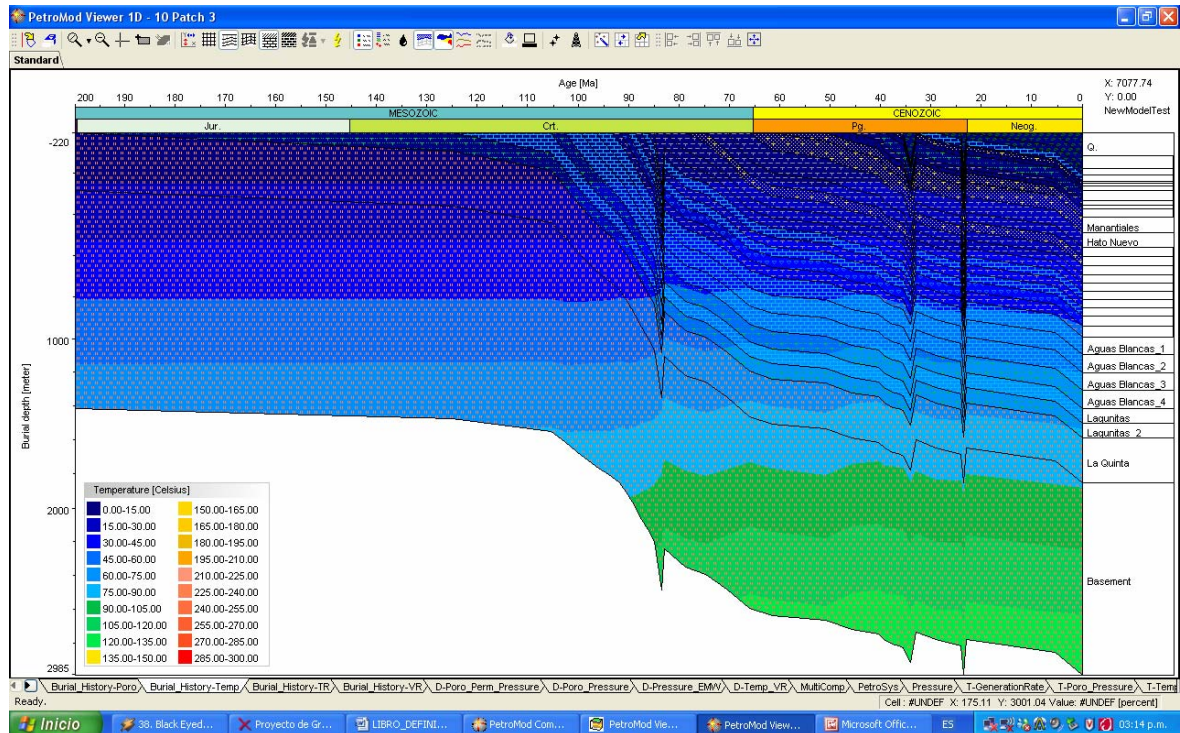 PetroMod Viewer 1D - 10 Patch 3
Standard
Age [Ma]
200 190 180 170 160 150 140 130 120 110 100 90 80 70 60 50 40 30 20 10 0
MESOZOIC CENOZOIC
Jur. Crt. Pg. Neog.
X: 7077.74
Y: 0.00
NewModelTest
-220
1000
2000
2985
Burial depth [meter]
Q.
Manantiales
Hato Nuevo
Aguas Blancas_1
Aguas Blancas_2
Aguas Blancas_3
Aguas Blancas_4
Lagunitas
Lagunitas_2
La Quinta
Basement
Temperature [Celsius]
0.00-15.00 150.00-165.00
15.00-30.00 165.00-180.00
30.00-45.00 180.00-195.00
45.00-60.00 195.00-210.00
60.00-75.00 210.00-225.00
75.00-90.00 225.00-240.00
90.00-105.00 240.00-255.00
105.00-120.00 255.00-270.00
120.00-135.00 270.00-285.00
135.00-150.00 285.00-300.00
Burial_History-Poro Burial_History-Temp Burial_History-TR Burial_History-VR D-Poro_Perm_Pressure D-Poro_Pressure D-Pressure_EMW D-Temp_VR MultiComp PetroSys Pressure T-GenerationRate T-Poro_Pressure T-Temp
Ready. Cell : #UNDEF X: 175.11 Y: 3001.04 Value: #UNDEF [percent]
Inicio 38. Black Eyed... Proyecto de Gr... LIBRO_DEFINI... PetroMod Com... PetroMod Vie... PetroMod View... Microsoft Offic... ES 03:14 p.m.